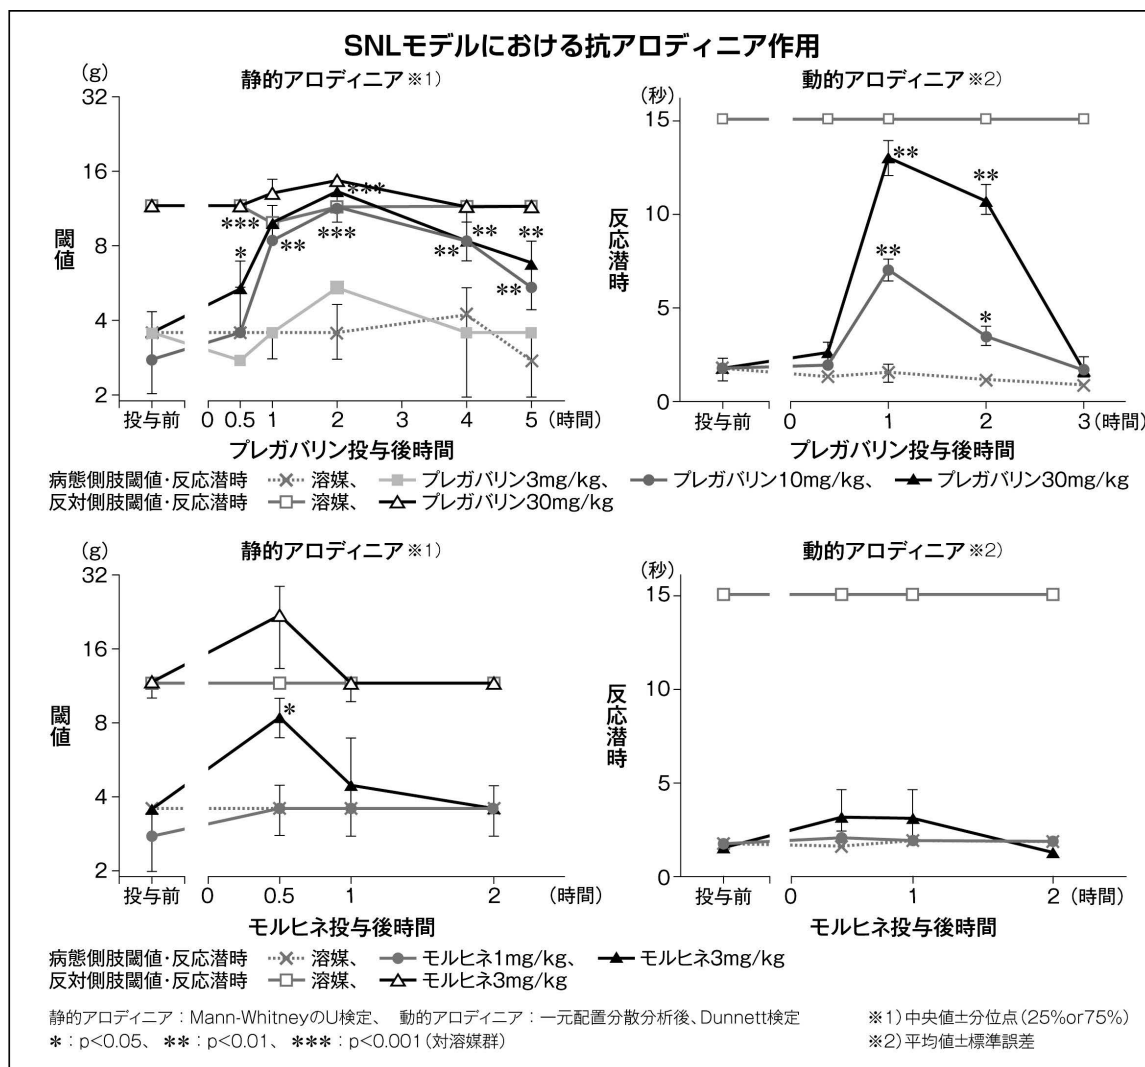 SNLモデルにおける抗アロディニア作用
静的アロディニア※1)
(g)
32
16
8
4
2
閾値
***
*
**
***
***
**
**
**
**
投与前 0 0.5 1 2 3 4 5 (時間)
プレガバリン投与後時間
動的アロディニア※2)
(秒)
15
10
5
0
反応潜時
**
**
**
*
投与前 0 1 2 3 (時間)
プレガバリン投与後時間
病態側肢閾値・反応潜時 溶媒、 プレガバリン3mg/kg、 プレガバリン10mg/kg、 プレガバリン30mg/kg
反対側肢閾値・反応潜時 溶媒、 プレガバリン30mg/kg
静的アロディニア※1)
(g)
32
16
8
4
2
閾値
*
投与前 0 0.5 1 2 (時間)
モルヒネ投与後時間
動的アロディニア※2)
(秒)
15
10
5
0
反応潜時
投与前 0 1 2 (時間)
モルヒネ投与後時間
病態側肢閾値・反応潜時 溶媒、 モルヒネ1mg/kg、 モルヒネ3mg/kg
反対側肢閾値・反応潜時 溶媒、 モルヒネ3mg/kg
静的アロディニア：Mann-WhitneyのU検定、 動的アロディニア：一元配置分散分析後、Dunnett検定
*：p<0.05、 **：p<0.01、 ***：p<0.001(対溶媒群)
※1)中央値±分位点(25%or75%)
※2)平均値±標準誤差